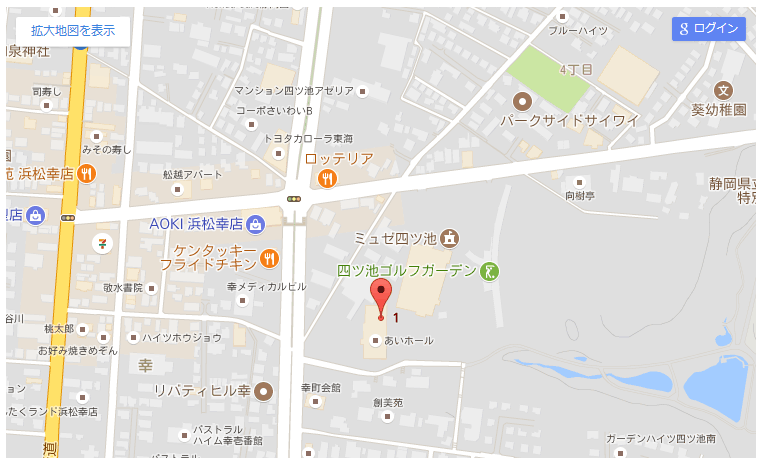 拡大地図を表示
ログイン
泉神社
ブルーハイツ
4丁目
マンション四ツ池アゼリア
司寿し
コーポさいわいB
葵幼稚園
パークサイドサイワイ
トヨタカローラ東海
みその寿し
ロッテリア
浜松幸店
船越アパート
静岡県立
特別
向樹亭
AOKI 浜松幸店
ミュゼ四ツ池
ケンタッキー
フライドチキン
四ツ池ゴルフガーデン
敬水書院
幸メディカルビル
1
谷川
桃太郎
ハイツホウジョウ
あいホール
お好み焼きめぞん
幸
リバティヒル幸
幸町会館
たくランド浜松幸店
創美苑
パストラル
ハイム幸壱番館
ガーデンハイツ四ツ池南
道
パストラル